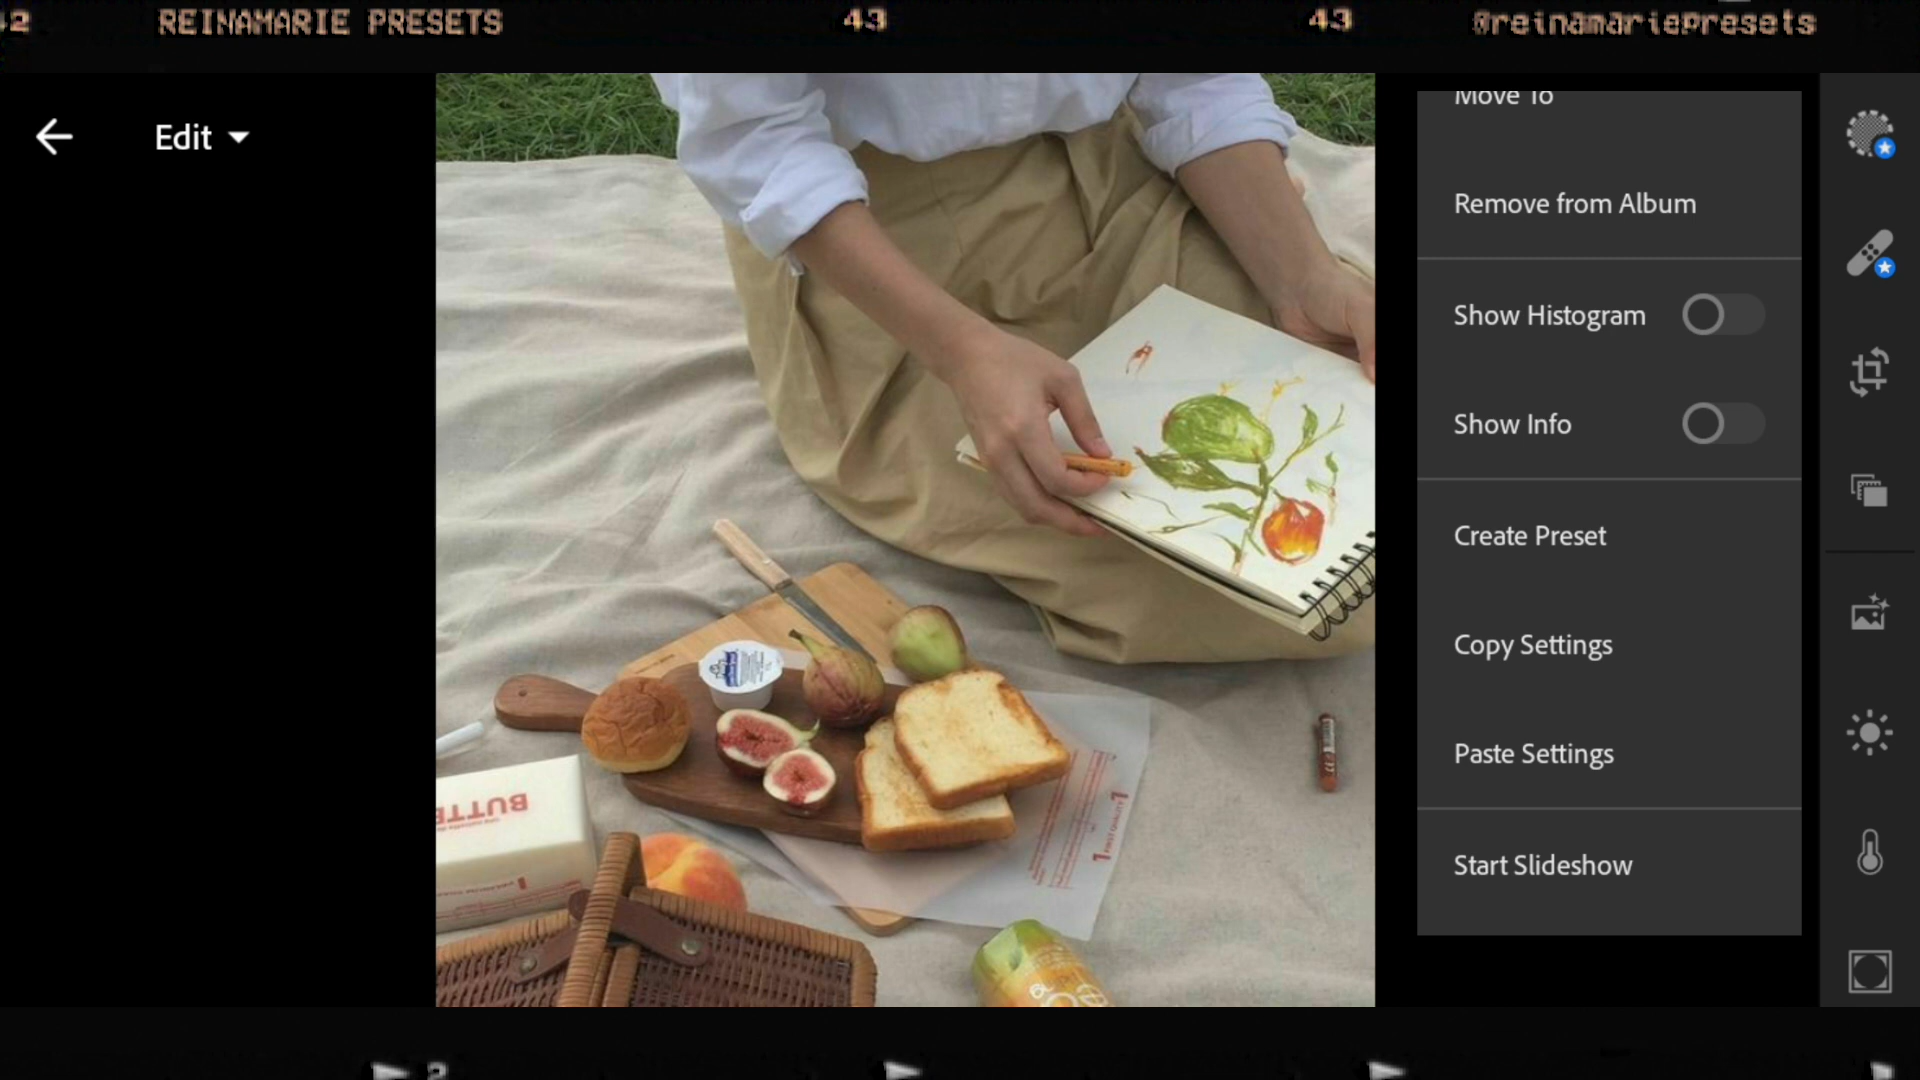 REINAMARIE PRESETS
43
43
@reinamariepresets
Edit
Move To
Remove from Album
Show Histogram
Show Info
Create Preset
Copy Settings
Paste Settings
Start Slideshow
BUTTE